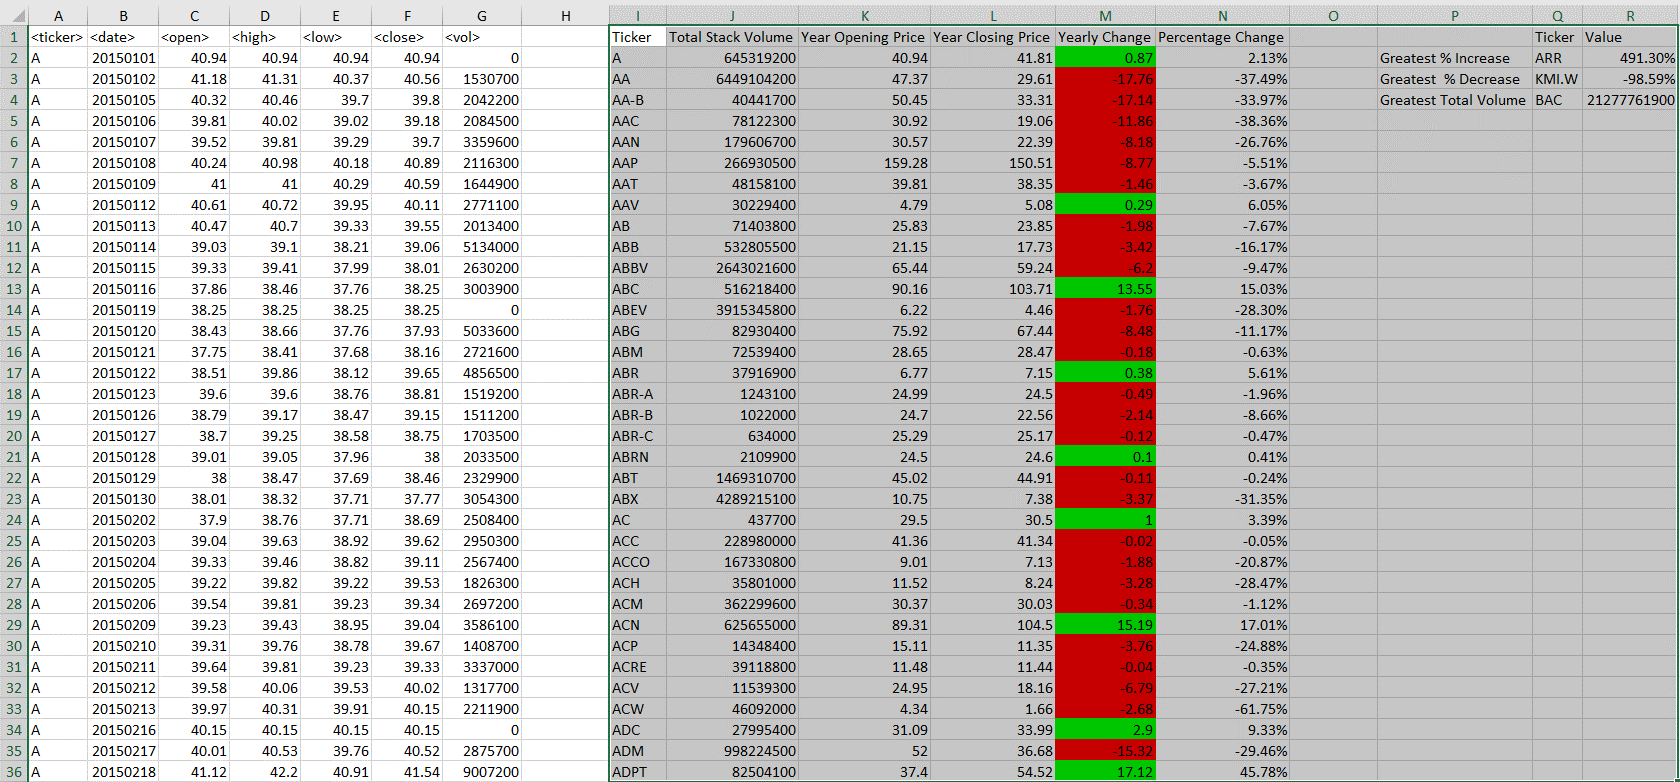 A B C D E F G H I J K L M N O P Q R
1 <ticker> <date> <open> <high> <low> <close> <vol> Ticker Total Stack Volume Year Opening Price Year Closing Price Yearly Change Percentage Change Ticker Value
2 A 20150101 40.94 40.94 40.94 40.94 0 A 645319200 40.94 41.81 0.87 2.13% Greatest % Increase ARR 491.30%
3 A 20150102 41.18 41.31 40.37 40.56 1530700 AA 6449104200 47.37 29.61 -17.76 -37.49% Greatest  % Decrease KMI.W -98.59%
4 A 20150105 40.32 40.46 39.7 39.8 2042200 AA-B 40441700 50.45 33.31 -17.14 -33.97% Greatest Total Volume BAC 21277761900
5 A 20150106 39.81 40.02 39.02 39.18 2084500 AAC 78122300 30.92 19.06 -11.86 -38.36%
6 A 20150107 39.52 39.81 39.29 39.7 3359600 AAN 179606700 30.57 22.39 -8.18 -26.76%
7 A 20150108 40.24 40.98 40.18 40.89 2116300 AAP 266930500 159.28 150.51 -8.77 -5.51%
8 A 20150109 41 41 40.29 40.59 1644900 AAT 48158100 39.81 38.35 -1.46 -3.67%
9 A 20150112 40.61 40.72 39.95 40.11 2771100 AAV 30229400 4.79 5.08 0.29 6.05%
10 A 20150113 40.47 40.7 39.33 39.55 2013400 AB 71403800 25.83 23.85 -1.98 -7.67%
11 A 20150114 39.03 39.1 38.21 39.06 5134000 ABB 532805500 21.15 17.73 -3.42 -16.17%
12 A 20150115 39.33 39.41 37.99 38.01 2630200 ABBV 2643021600 65.44 59.24 -6.2 -9.47%
13 A 20150116 37.86 38.46 37.76 38.25 3003900 ABC 516218400 90.16 103.71 13.55 15.03%
14 A 20150119 38.25 38.25 38.25 38.25 0 ABEV 3915345800 6.22 4.46 -1.76 -28.30%
15 A 20150120 38.43 38.66 37.76 37.93 5033600 ABG 82930400 75.92 67.44 -8.48 -11.17%
16 A 20150121 37.75 38.41 37.68 38.16 2721600 ABM 72539400 28.65 28.47 -0.18 -0.63%
17 A 20150122 38.51 39.86 38.12 39.65 4856500 ABR 37916900 6.77 7.15 0.38 5.61%
18 A 20150123 39.6 39.6 38.76 38.81 1519200 ABR-A 1243100 24.99 24.5 -0.49 -1.96%
19 A 20150126 38.79 39.17 38.47 39.15 1511200 ABR-B 1022000 24.7 22.56 -2.14 -8.66%
20 A 20150127 38.7 39.25 38.58 38.75 1703500 ABR-C 634000 25.29 25.17 -0.12 -0.47%
21 A 20150128 39.01 39.05 37.96 38 2033500 ABRN 2109900 24.5 24.6 0.1 0.41%
22 A 20150129 38 38.47 37.69 38.46 2329900 ABT 1469310700 45.02 44.91 -0.11 -0.24%
23 A 20150130 38.01 38.32 37.71 37.77 3054300 ABX 4289215100 10.75 7.38 -3.37 -31.35%
24 A 20150202 37.9 38.76 37.71 38.69 2508400 AC 437700 29.5 30.5 1 3.39%
25 A 20150203 39.04 39.63 38.92 39.62 2950300 ACC 228980000 41.36 41.34 -0.02 -0.05%
26 A 20150204 39.33 39.46 38.82 39.11 2567400 ACCO 167330800 9.01 7.13 -1.88 -20.87%
27 A 20150205 39.22 39.82 39.22 39.53 1826300 ACH 35801000 11.52 8.24 -3.28 -28.47%
28 A 20150206 39.54 39.81 39.23 39.34 2697200 ACM 362299600 30.37 30.03 -0.34 -1.12%
29 A 20150209 39.23 39.43 38.95 39.04 3586100 ACN 625655000 89.31 104.5 15.19 17.01%
30 A 20150210 39.31 39.76 38.78 39.67 1408700 ACP 14348400 15.11 11.35 -3.76 -24.88%
31 A 20150211 39.64 39.81 39.23 39.33 3337000 ACRE 39118800 11.48 11.44 -0.04 -0.35%
32 A 20150212 39.58 40.06 39.53 40.02 1317700 ACV 11539300 24.95 18.16 -6.79 -27.21%
33 A 20150213 39.97 40.31 39.91 40.15 2211900 ACW 46092000 4.34 1.66 -2.68 -61.75%
34 A 20150216 40.15 40.15 40.15 40.15 0 ADC 27995400 31.09 33.99 2.9 9.33%
35 A 20150217 40.01 40.53 39.76 40.52 2875700 ADM 998224500 52 36.68 -15.32 -29.46%
36 A 20150218 41.12 42.2 40.91 41.54 9007200 ADPT 82504100 37.4 54.52 17.12 45.78%